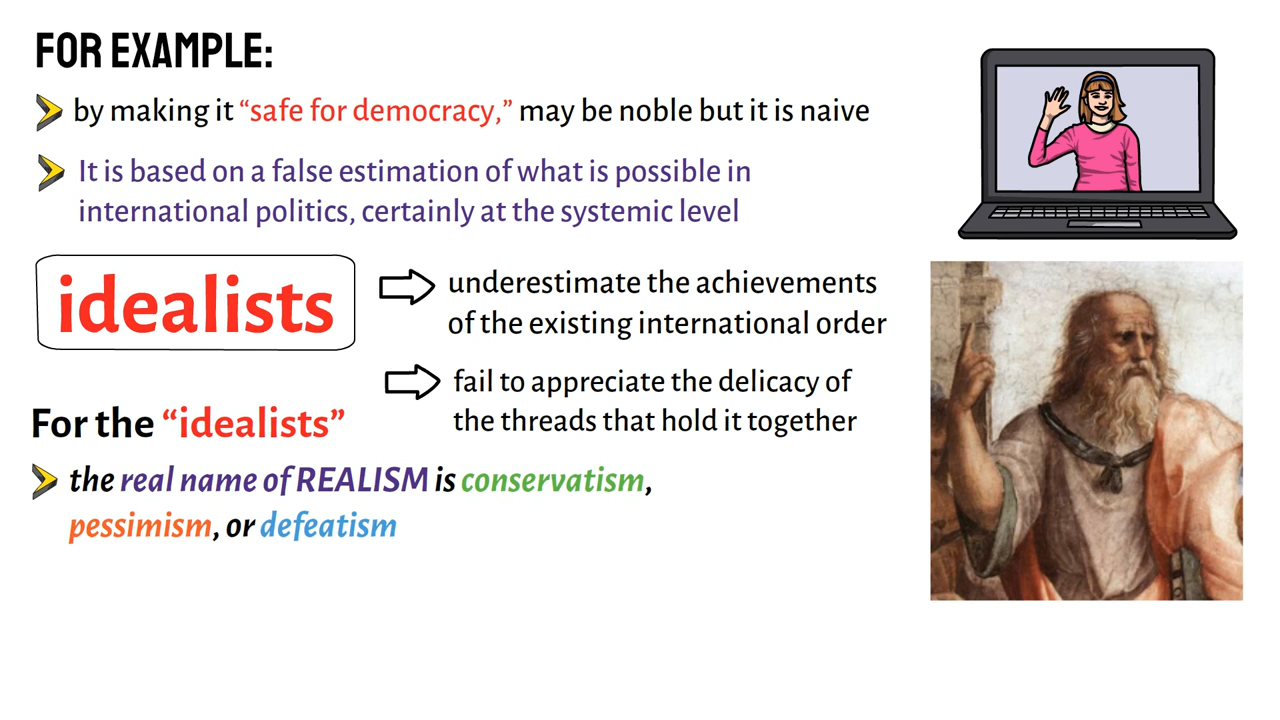 FOR EXAMPLE:
by making it “safe for democracy,” may be noble but it is naive
It is based on a false estimation of what is possible in
international politics, certainly at the systemic level
idealists
underestimate the achievements
of the existing international order
fail to appreciate the delicacy of
the threads that hold it together
For the “idealists”
the real name of REALISM is conservatism,
pessimism, or defeatism